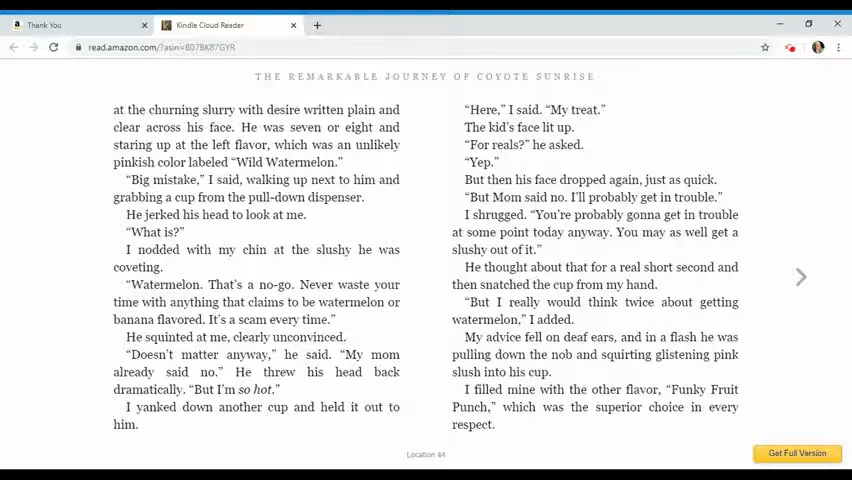 Thank You
Kindle Cloud Reader
read.amazon.com/?asin=B07BK87GYR
THE REMARKABLE JOURNEY OF COYOTE SUNRISE
at the churning slurry with desire written plain and
clear across his face. He was seven or eight and
staring up at the left flavor, which was an unlikely
pinkish color labeled “Wild Watermelon.”
“Big mistake,” I said, walking up next to him and
grabbing a cup from the pull-down dispenser.
He jerked his head to look at me.
“What is?”
I nodded with my chin at the slushy he was
coveting.
“Watermelon. That’s a no-go. Never waste your
time with anything that claims to be watermelon or
banana flavored. It’s a scam every time.”
He squinted at me, clearly unconvinced.
“Doesn’t matter anyway,” he said. “My mom
already said no.” He threw his head back
dramatically. “But I’m so hot.”
I yanked down another cup and held it out to
him.
“Here,” I said. “My treat.”
The kid’s face lit up.
“For reals?” he asked.
“Yep.”
But then his face dropped again, just as quick.
“But Mom said no. I’ll probably get in trouble.”
I shrugged. “You’re probably gonna get in trouble
at some point today anyway. You may as well get a
slushy out of it.”
He thought about that for a real short second and
then snatched the cup from my hand.
“But I really would think twice about getting
watermelon,” I added.
My advice fell on deaf ears, and in a flash he was
pulling down the nob and squirting glistening pink
slush into his cup.
I filled mine with the other flavor, “Funky Fruit
Punch,” which was the superior choice in every
respect.
Location 44
Get Full Version